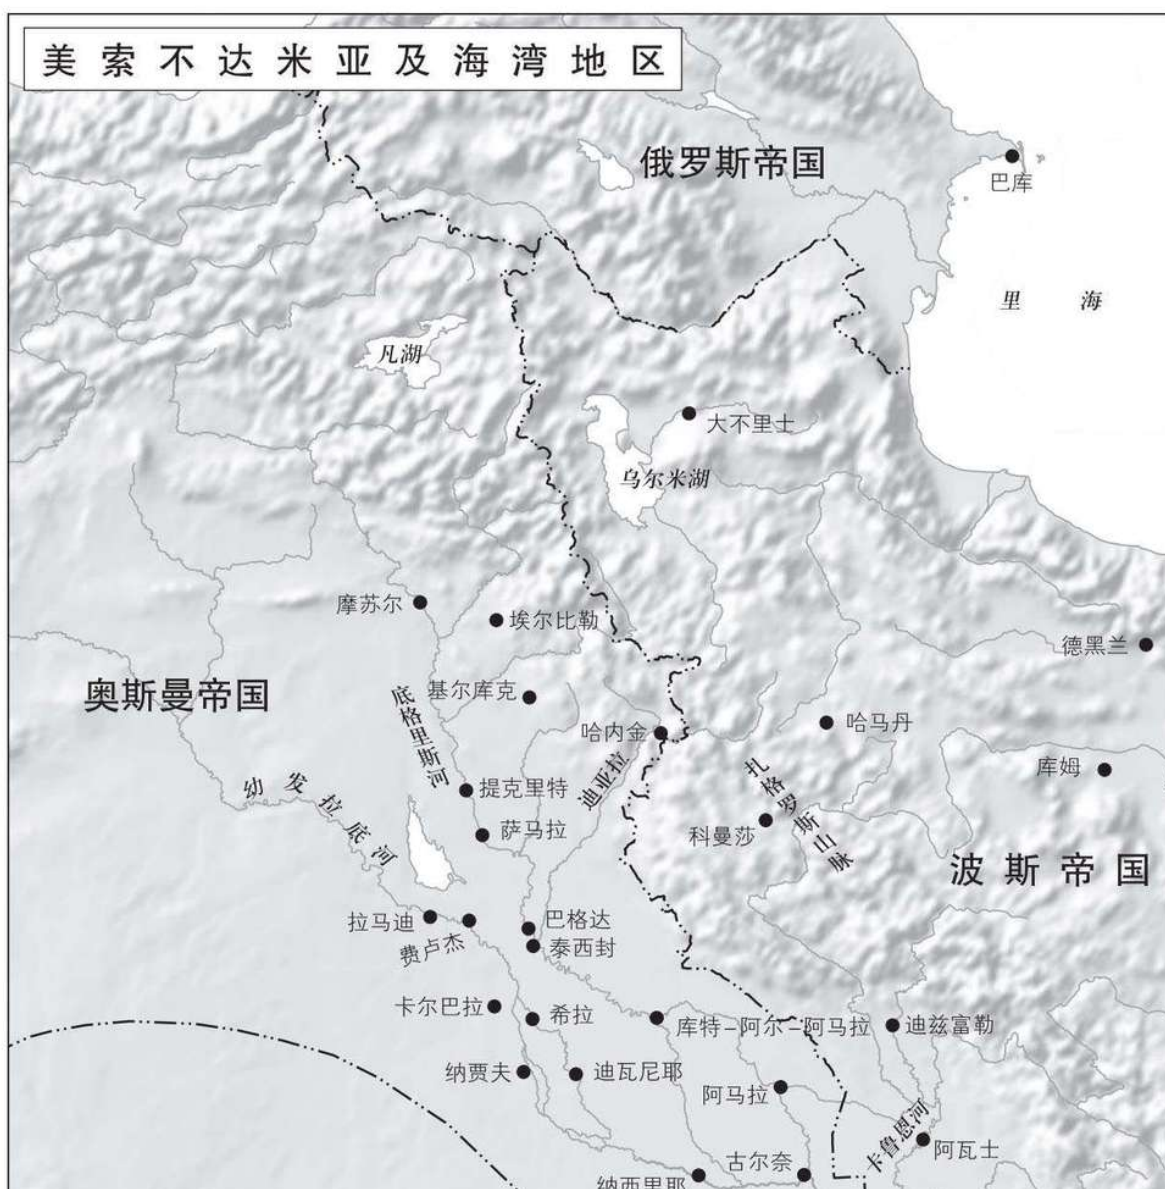 美索不达米亚及海湾地区
俄罗斯帝国
巴库
里海
凡湖
大不里士
乌尔米湖
摩苏尔
埃尔比勒
德黑兰
奥斯曼帝国
基尔库克
底格里斯河
哈内金
哈马丹
库姆
幼发拉底河
提克里特
迪亚拉
扎格罗斯山脉
萨马拉
科曼莎
波斯帝国
拉马迪
费卢杰
巴格达
泰西封
卡尔巴拉
希拉
库特-阿尔-阿马拉
迪兹富勒
纳贾夫
迪瓦尼耶
阿马拉
卡鲁恩河
阿瓦士
古尔奈
纳西里耶